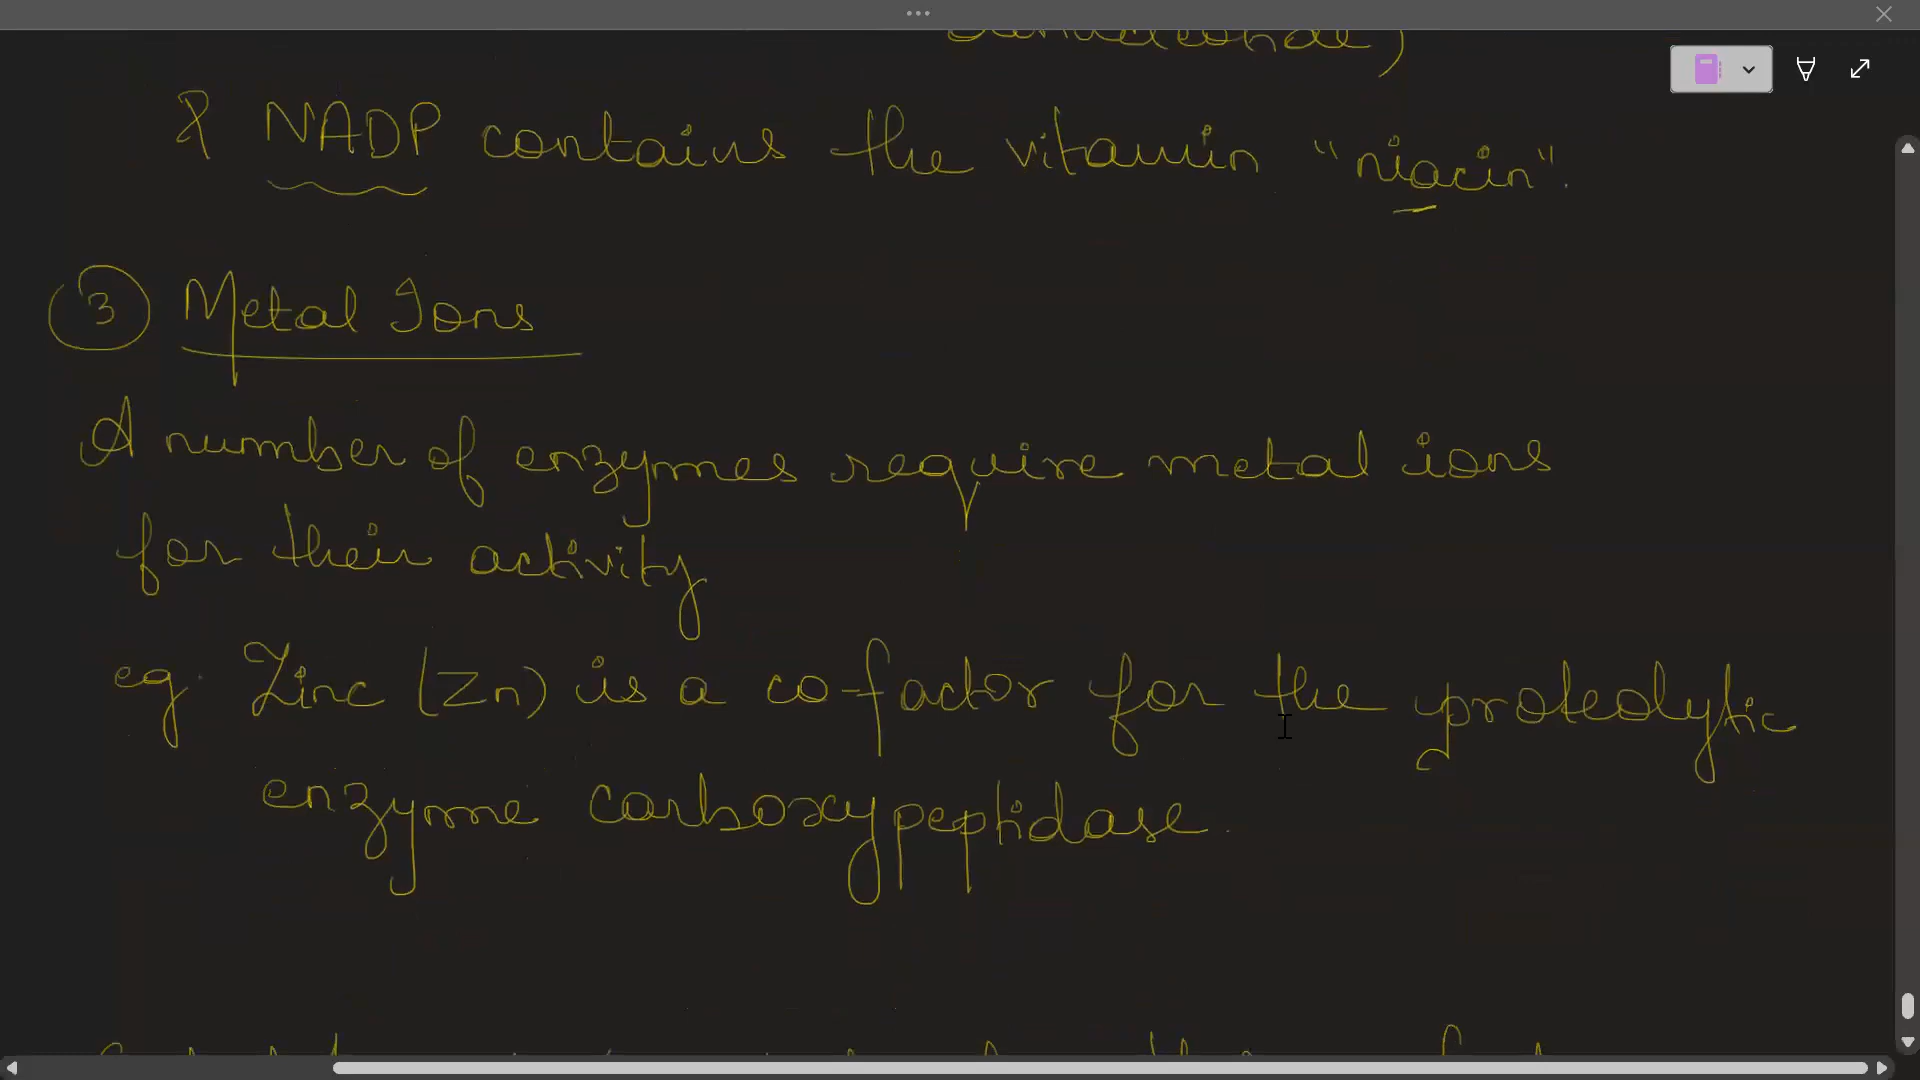 & NADP contains the vitamin "niacin".
3 Metal Ions
A number of enzymes require metal ions
for their activity
eg. Zinc (Zn) is a co-factor for the proteolytic
enzyme carboxypeptidase.